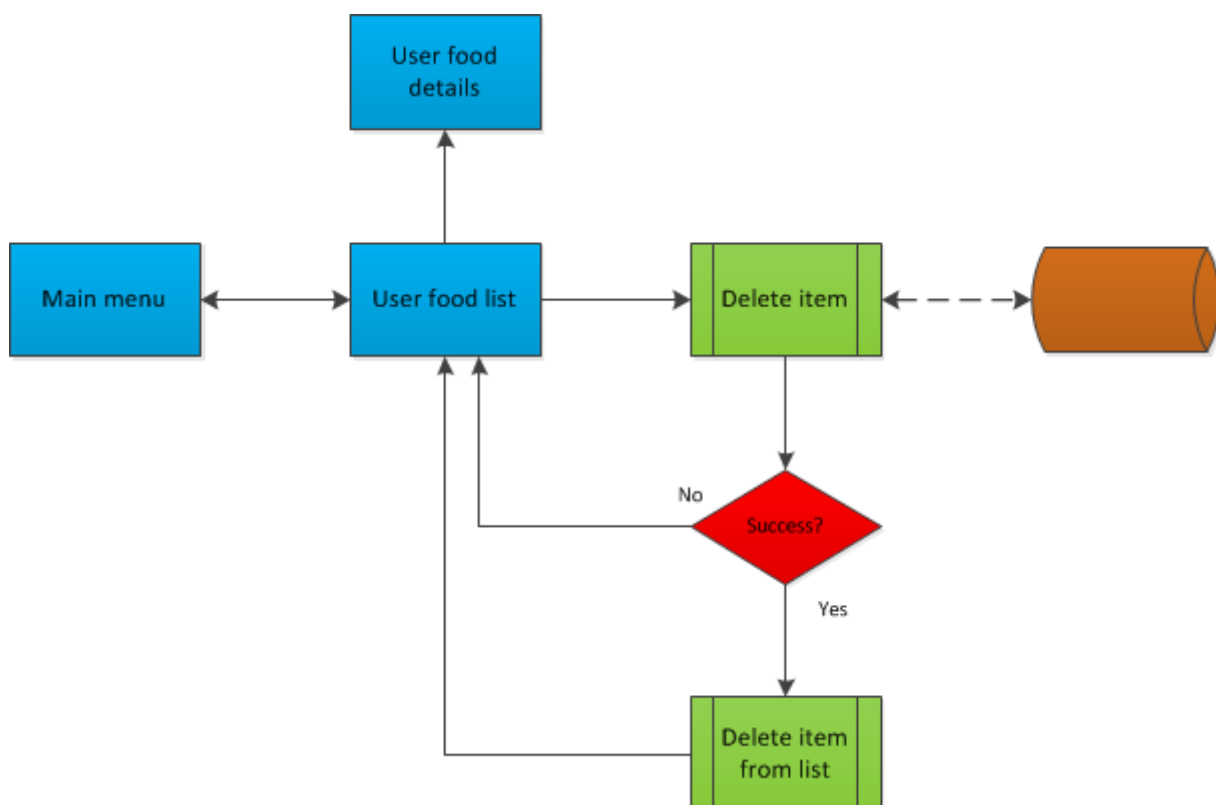 User food
details
Main menu
User food list
Delete item
No
Success?
Yes
Delete item
from list